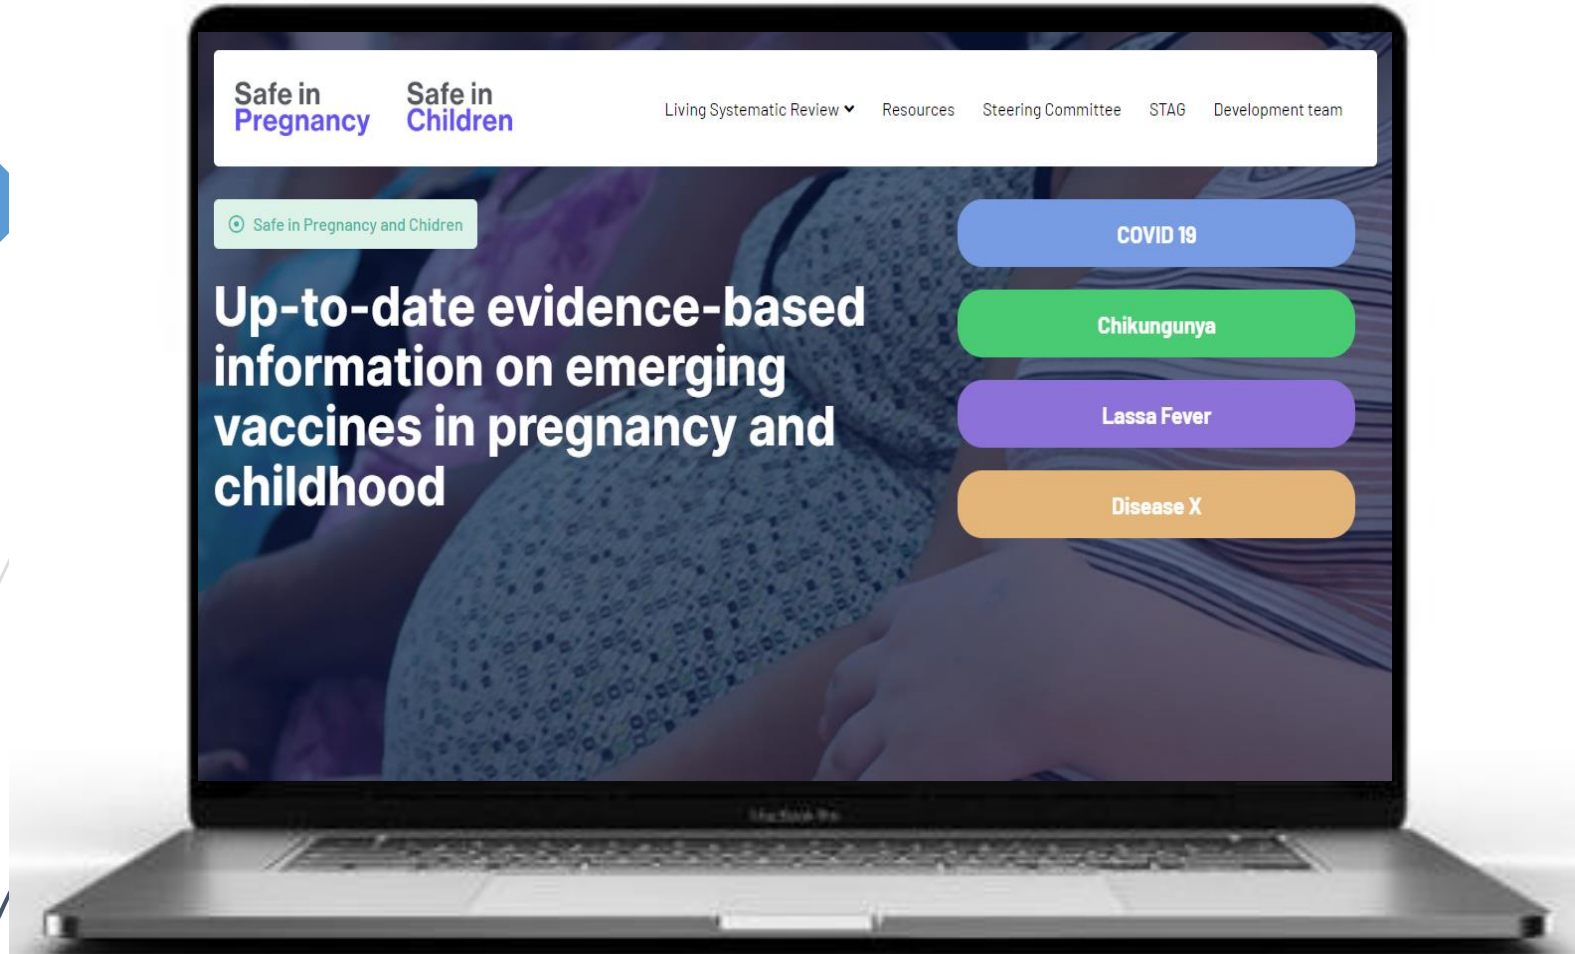 Safe in
Pregnancy
Safe in
Children
Living Systematic Review
Resources
Steering Committee
STAG
Development team
Safe in Pregnancy and Chidren
Up-to-date evidence-based
information on emerging
vaccines in pregnancy and
childhood
COVID 19
Chikungunya
Lassa Fever
Disease X
MacBook Pro